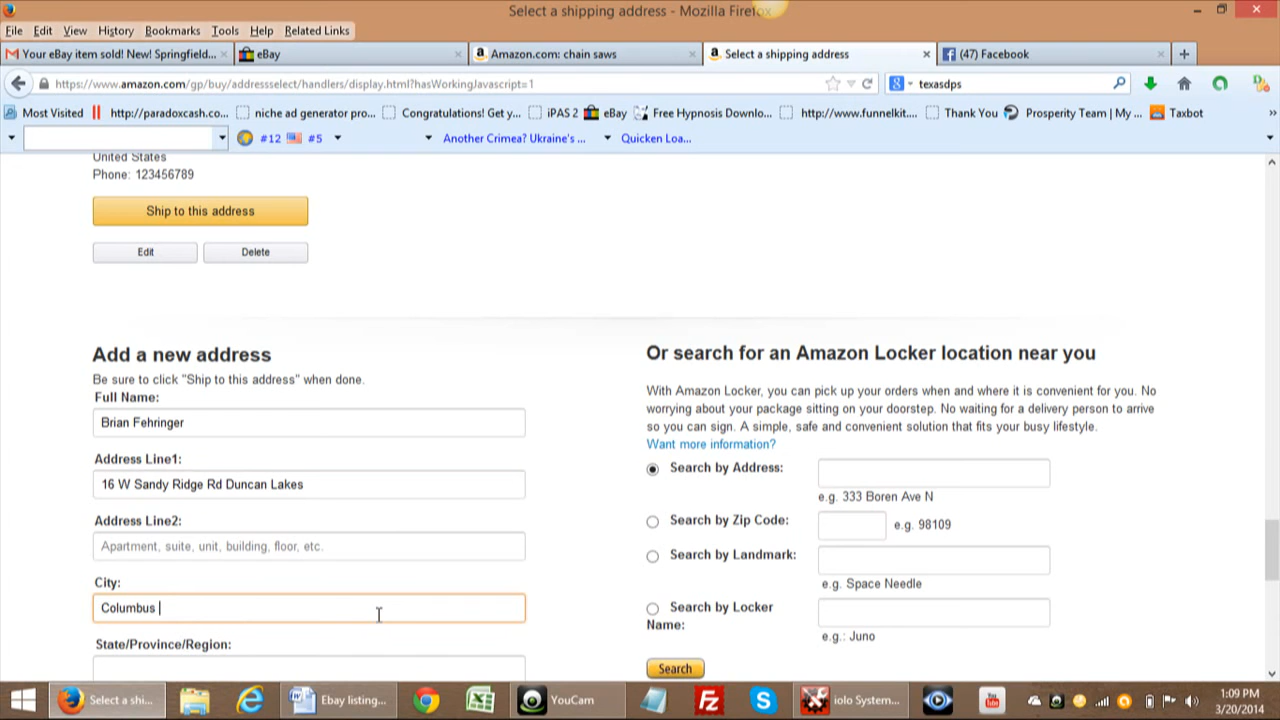 Select a shipping address - Mozilla Firefox
File Edit View History Bookmarks Tools Help Related Links
Your eBay item sold! New! Springfield... × eBay × Amazon.com: chain saws × Select a shipping address × (47) Facebook × +
https://www.amazon.com/gp/buy/addressselect/handlers/display.html?hasWorkingJavascript=1 texasdps
Most Visited http://paradoxcash.co... niche ad generator pro... Congratulations! Get y... iPAS 2 eBay Free Hypnosis Downlo... http://www.funnelkit.... Thank You Prosperity Team | My ... Taxbot »
#12 #5 Another Crimea? Ukraine's ... Quicken Loa...
United States
Phone: 123456789
Ship to this address
Edit Delete
Add a new address
Be sure to click "Ship to this address" when done.
Full Name:
Brian Fehringer
Address Line1:
16 W Sandy Ridge Rd Duncan Lakes
Address Line2:
Apartment, suite, unit, building, floor, etc.
City:
Columbus
State/Province/Region:
Or search for an Amazon Locker location near you
With Amazon Locker, you can pick up your orders when and where it is convenient for you. No
worrying about your package sitting on your doorstep. No waiting for a delivery person to arrive
so you can sign. A simple, safe and convenient solution that fits your busy lifestyle.
Want more information?
Search by Address:
e.g. 333 Boren Ave N
Search by Zip Code: e.g. 98109
Search by Landmark:
e.g. Space Needle
Search by Locker
Name:
e.g.: Juno
Search
Select a shi... Ebay listing... YouCam iolo System... 1:09 PM
3/20/2014